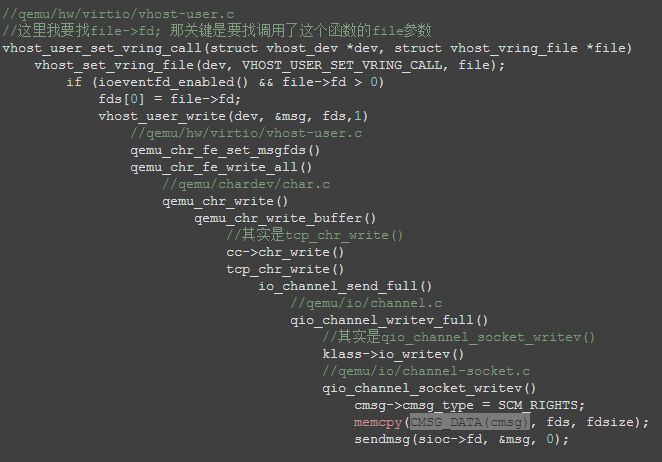 //qemu/hw/virtio/vhost-user.c
//这里我要找file->fd; 那关键是要找调用了这个函数的file参数
vhost_user_set_vring_call(struct vhost_dev *dev, struct vhost_vring_file *file)
vhost_set_vring_file(dev, VHOST_USER_SET_VRING_CALL, file);
if (ioeventfd_enabled() && file->fd > 0)
fds[0] = file->fd;
vhost_user_write(dev, &msg, fds,1)
//qemu/hw/virtio/vhost-user.c
qemu_chr_fe_set_msgfds()
qemu_chr_fe_write_all()
//qemu/chardev/char.c
qemu_chr_write()
qemu_chr_write_buffer()
//其实是tcp_chr_write()
cc->chr_write()
tcp_chr_write()
io_channel_send_full()
//qemu/io/channel.c
qio_channel_writev_full()
//其实是qio_channel_socket_writev()
klass->io_writev()
//qemu/io/channel-socket.c
qio_channel_socket_writev()
cmsg->cmsg_type = SCM_RIGHTS;
memcpy(CMSG_DATA(cmsg), fds, fdsize);
sendmsg(sioc->fd, &msg, 0);